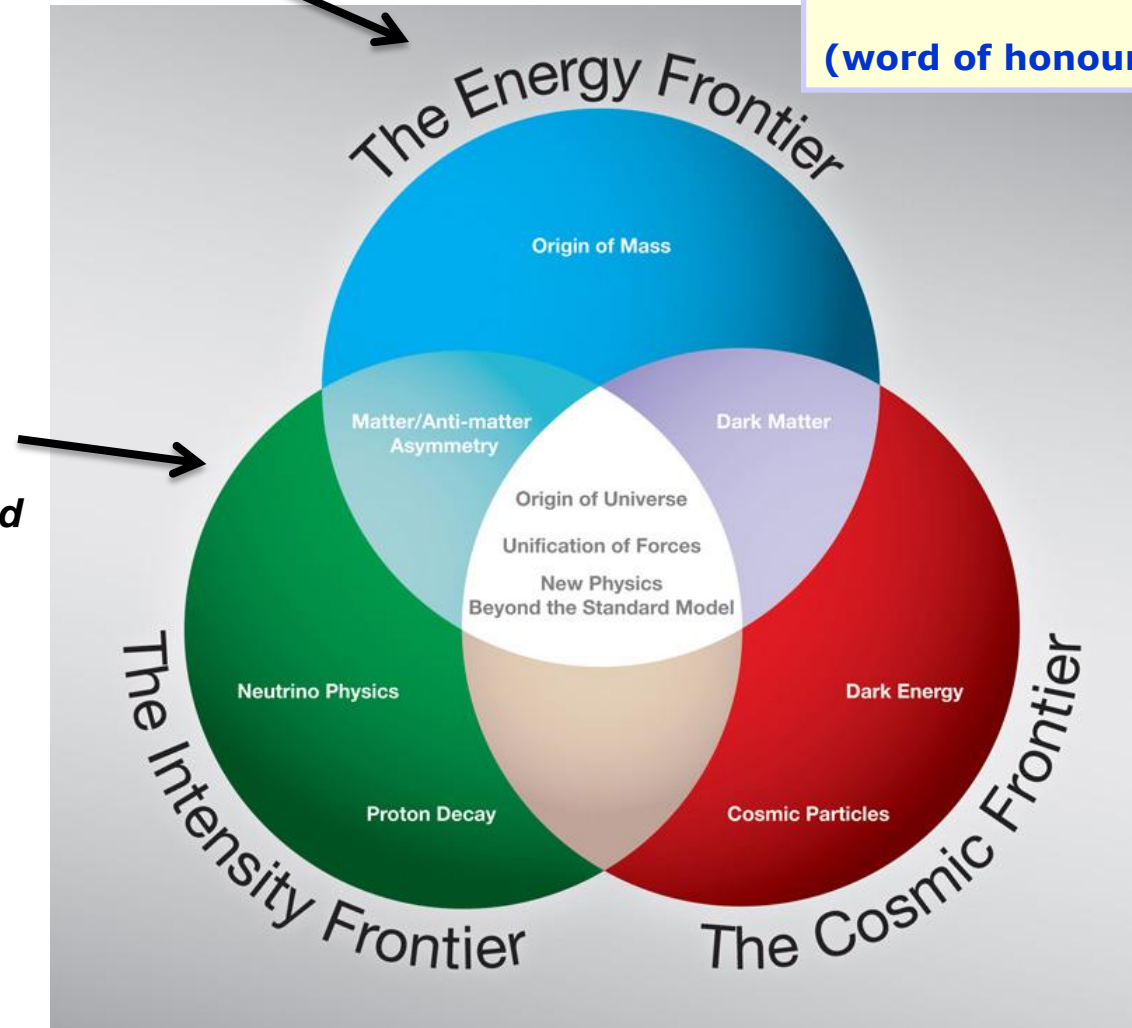 (word of honour
The Energy Frontier
Origin of Mass
Matter/Anti-matter
Asymmetry
Dark Matter
Origin of Universe
Unification of Forces
New Physics
Beyond the Standard Model
Neutrino Physics
Dark Energy
Proton Decay
Cosmic Particles
The Intensity Frontier
The Cosmic Frontier